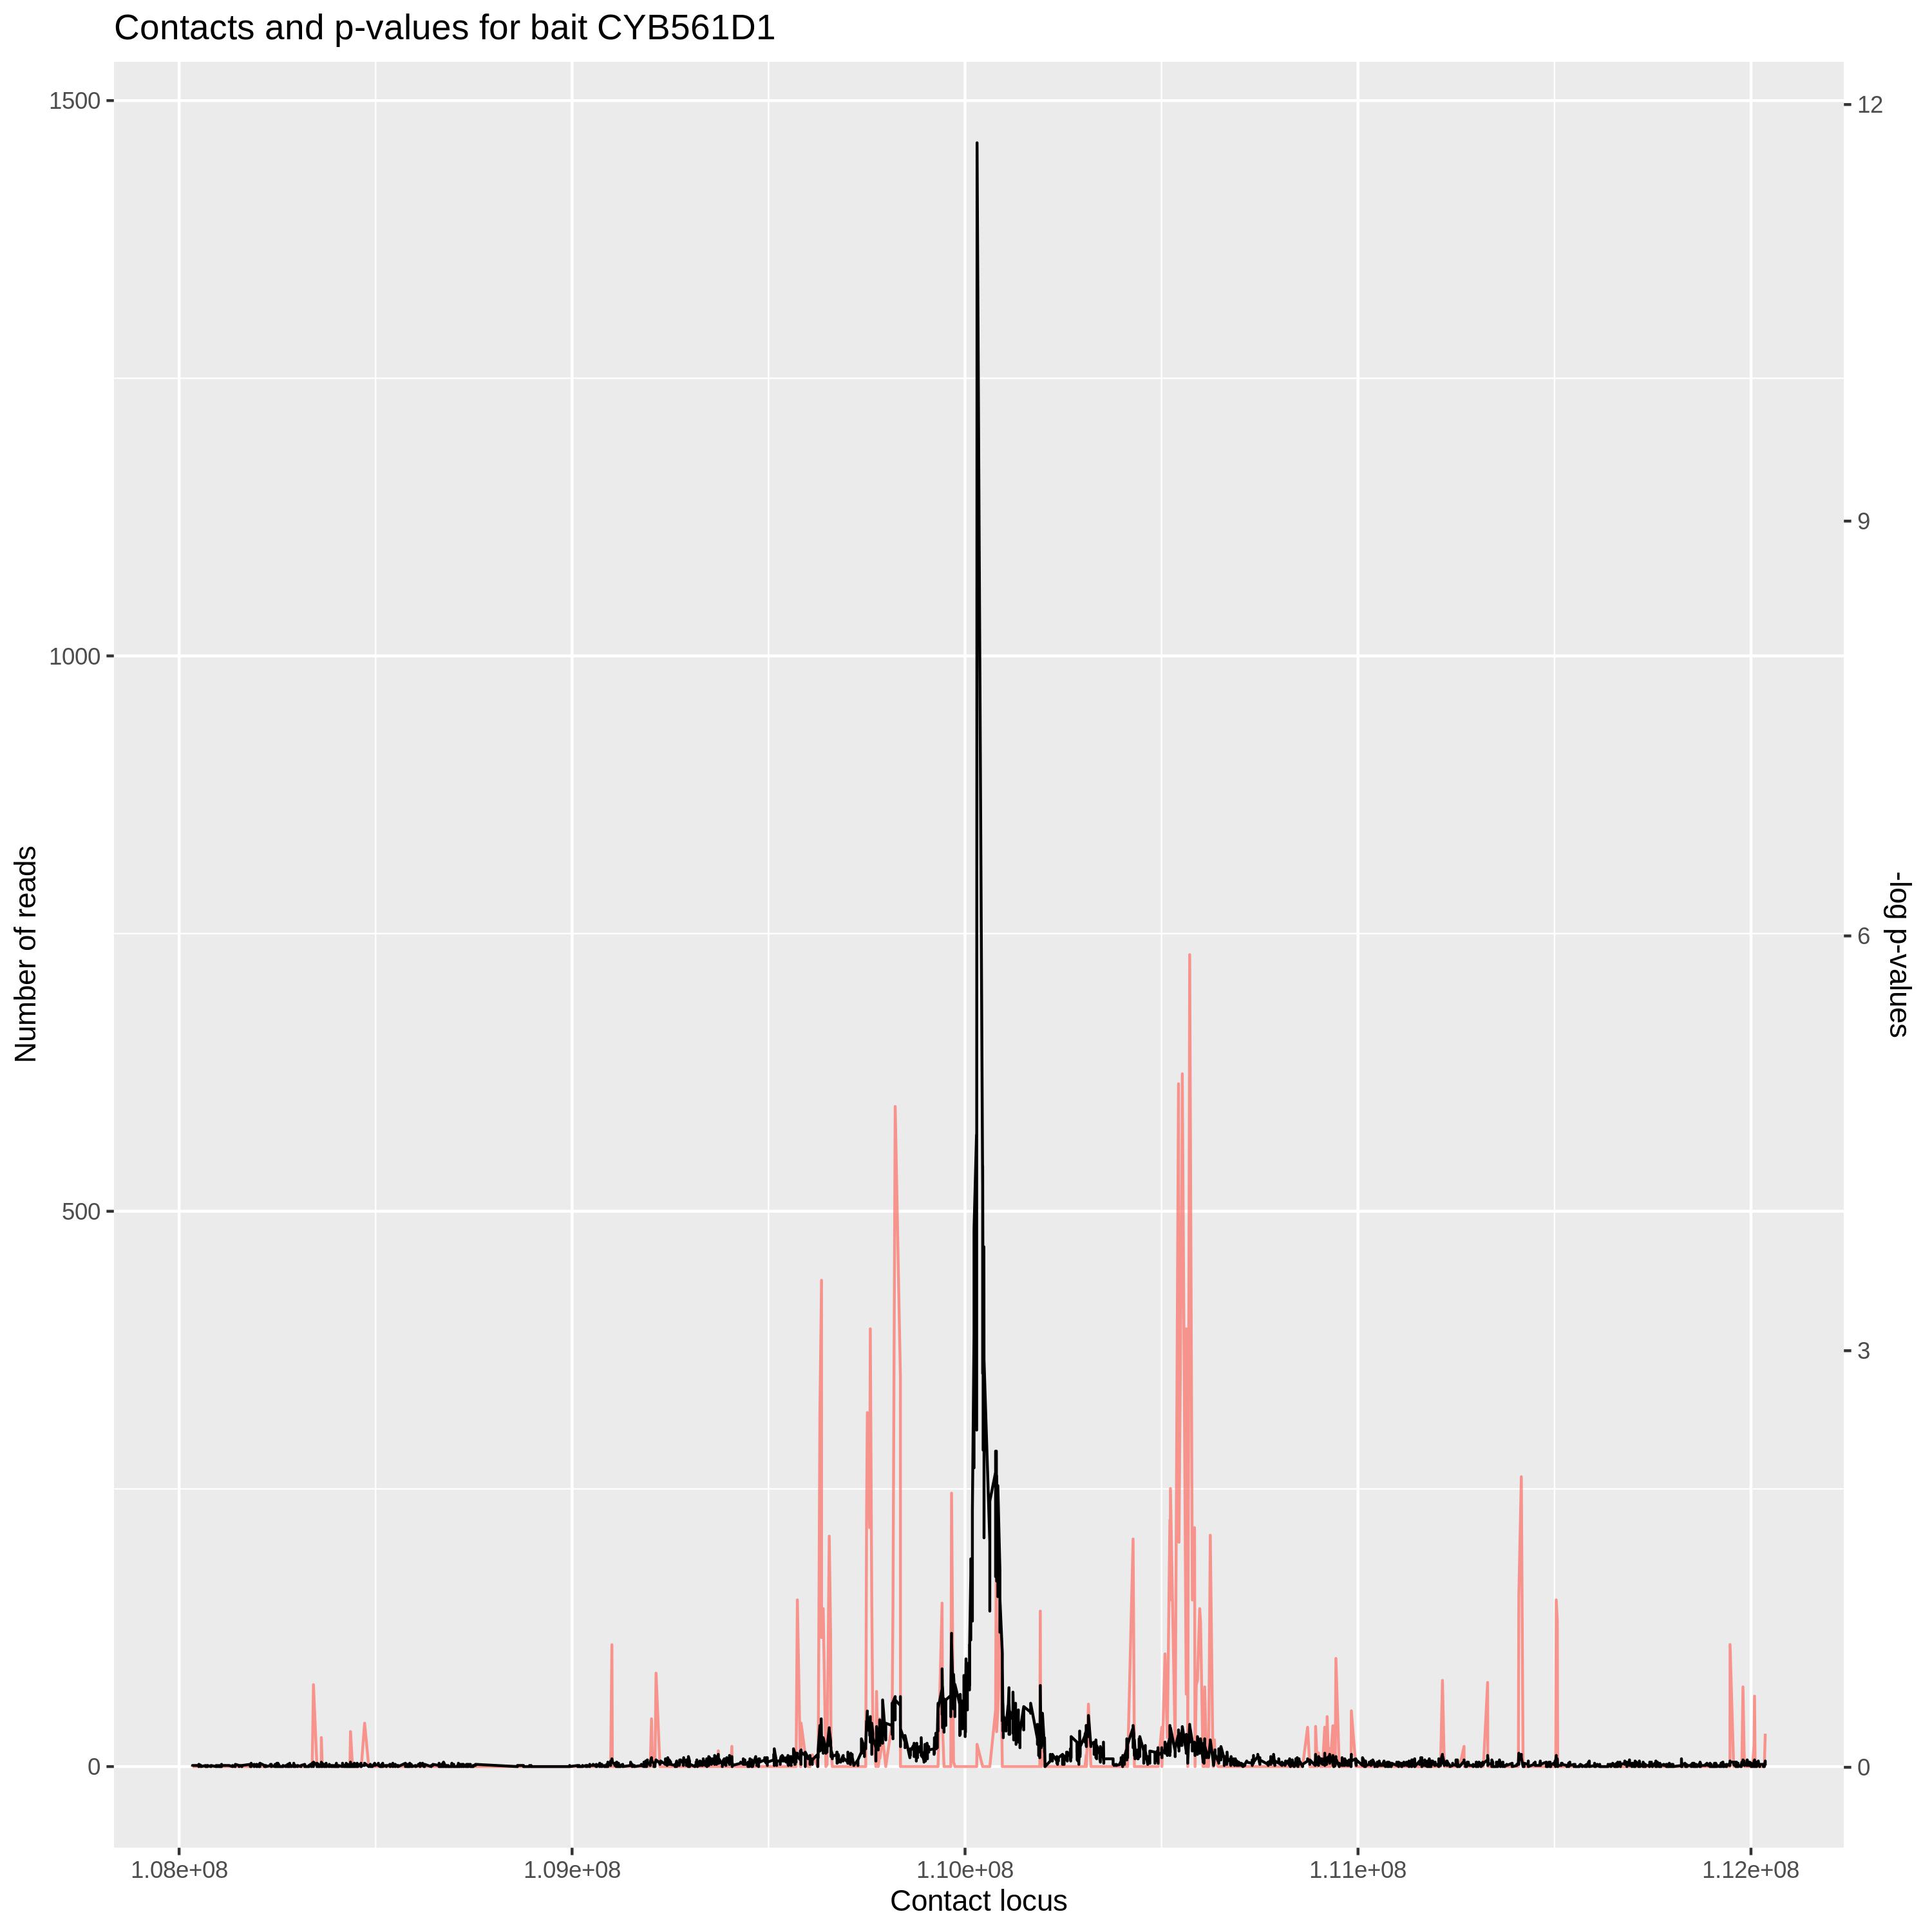 Contacts and p-values for bait CYB561D1
1500
1000
500
0
Number of reads
12
9
6
3
0
-log p-values
1.08e+08
1.09e+08
1.10e+08
1.11e+08
1.12e+08
Contact locus